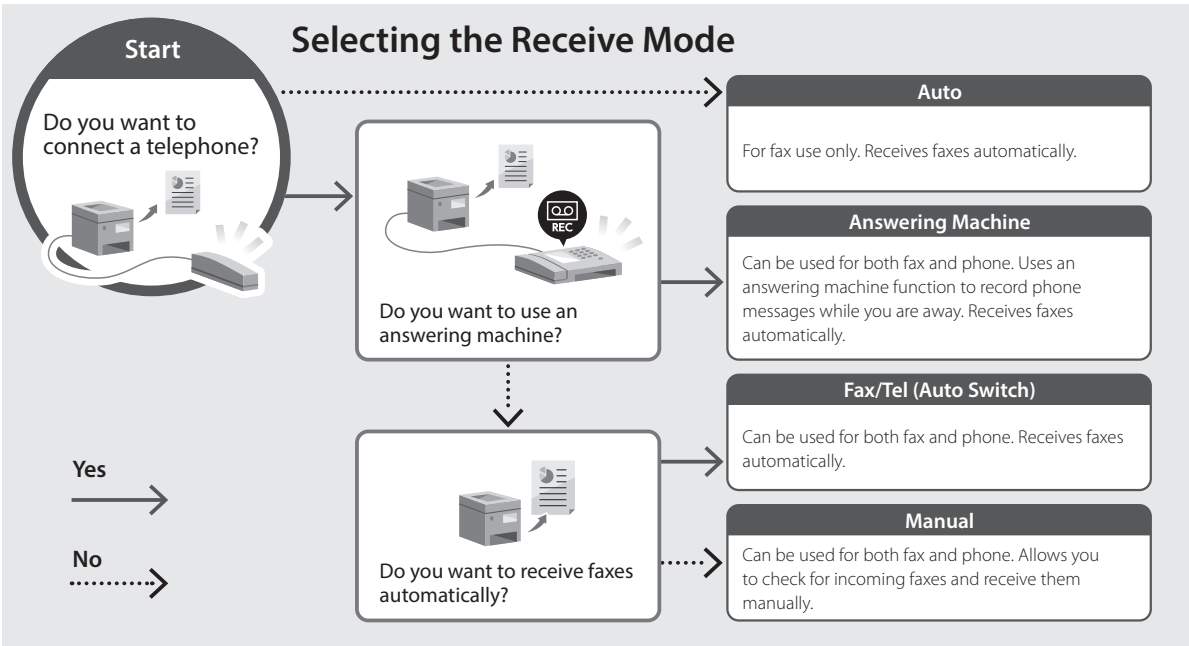 Selecting the Receive Mode
Start
Do you want to
connect a telephone?
Auto
For fax use only. Receives faxes automatically.
REC
Do you want to use an
answering machine?
Answering Machine
Can be used for both fax and phone. Uses an
answering machine function to record phone
messages while you are away. Receives faxes
automatically.
Fax/Tel (Auto Switch)
Can be used for both fax and phone. Receives faxes
automatically.
Do you want to receive faxes
automatically?
Manual
Can be used for both fax and phone. Allows you
to check for incoming faxes and receive them
manually.
Yes
No